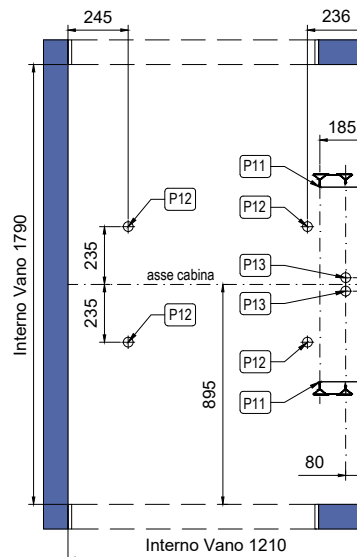 245
236
185
P11
P12
P12
235
P13
asse cabina
P13
235
P12
P12
895
P11
80
Interno Vano 1790
Interno Vano 1210